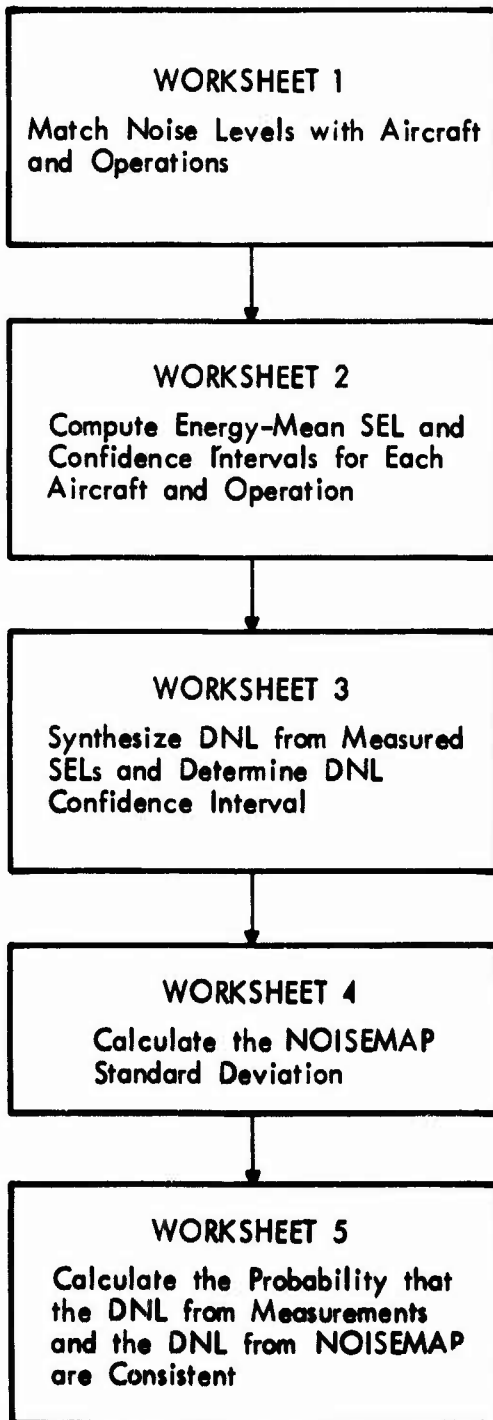 WORKSHEET 1
Match Noise Levels with Aircraft
and Operations
WORKSHEET 2
Compute Energy-Mean SEL and
Confidence Intervals for Each
Aircraft and Operation
WORKSHEET 3
Synthesize DNL from Measured
SELs and Determine DNL
Confidence Interval
WORKSHEET 4
Calculate the NOISEMAP
Standard Deviation
WORKSHEET 5
Calculate the Probability that
the DNL from Measurements
and the DNL from NOISEMAP
are Consistent